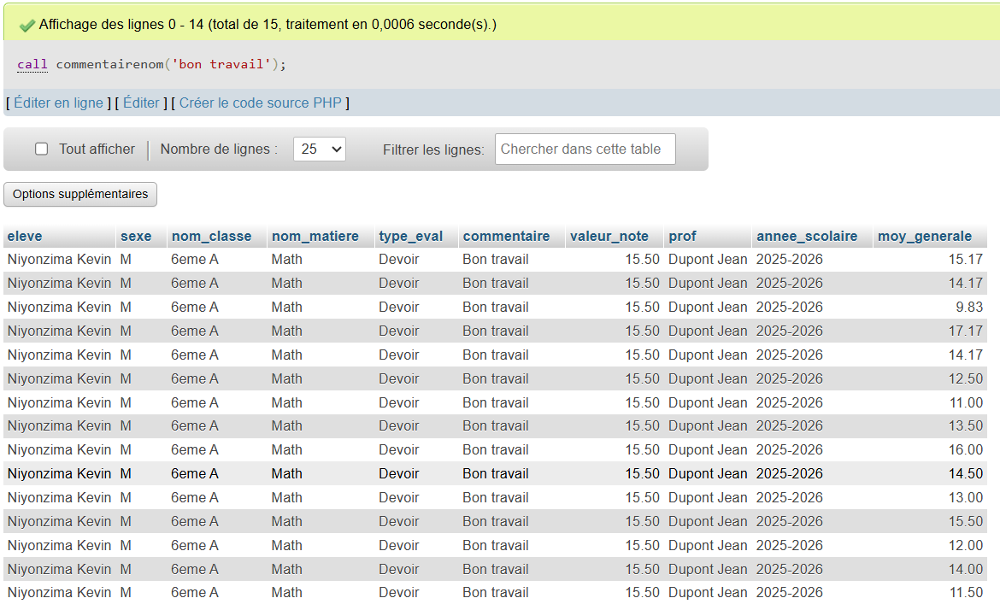 Affichage des lignes 0 - 14 (total de 15, traitement en 0,0006 seconde(s).)
call commentairenom('bon travail');
[ Éditer en ligne ] [ Éditer ] [ Créer le code source PHP ]
Tout afficher Nombre de lignes : 25 Filtrer les lignes: Chercher dans cette table
Options supplémentaires
eleve sexe nom_classe nom_matiere type_eval commentaire valeur_note prof annee_scolaire moy_generale
Niyonzima Kevin M 6eme A Math Devoir Bon travail 15.50 Dupont Jean 2025-2026 15.17
Niyonzima Kevin M 6eme A Math Devoir Bon travail 15.50 Dupont Jean 2025-2026 14.17
Niyonzima Kevin M 6eme A Math Devoir Bon travail 15.50 Dupont Jean 2025-2026 9.83
Niyonzima Kevin M 6eme A Math Devoir Bon travail 15.50 Dupont Jean 2025-2026 17.17
Niyonzima Kevin M 6eme A Math Devoir Bon travail 15.50 Dupont Jean 2025-2026 14.17
Niyonzima Kevin M 6eme A Math Devoir Bon travail 15.50 Dupont Jean 2025-2026 12.50
Niyonzima Kevin M 6eme A Math Devoir Bon travail 15.50 Dupont Jean 2025-2026 11.00
Niyonzima Kevin M 6eme A Math Devoir Bon travail 15.50 Dupont Jean 2025-2026 13.50
Niyonzima Kevin M 6eme A Math Devoir Bon travail 15.50 Dupont Jean 2025-2026 16.00
Niyonzima Kevin M 6eme A Math Devoir Bon travail 15.50 Dupont Jean 2025-2026 14.50
Niyonzima Kevin M 6eme A Math Devoir Bon travail 15.50 Dupont Jean 2025-2026 13.00
Niyonzima Kevin M 6eme A Math Devoir Bon travail 15.50 Dupont Jean 2025-2026 15.50
Niyonzima Kevin M 6eme A Math Devoir Bon travail 15.50 Dupont Jean 2025-2026 12.00
Niyonzima Kevin M 6eme A Math Devoir Bon travail 15.50 Dupont Jean 2025-2026 14.00
Niyonzima Kevin M 6eme A Math Devoir Bon travail 15.50 Dupont Jean 2025-2026 11.50